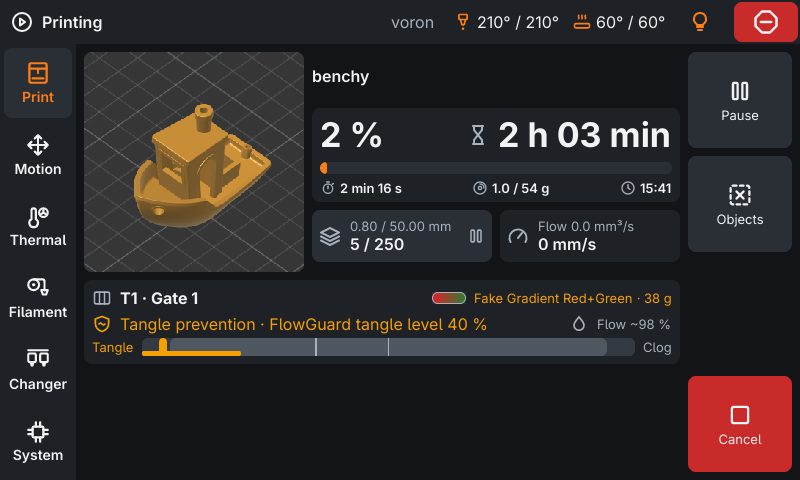 Printing
voron
210° / 210°
60° / 60°
Print
Motion
Thermal
Filament
Changer
System
benchy
2 %
2 h 03 min
2 min 16 s
1.0 / 54 g
15:41
0.80 / 50.00 mm
5 / 250
Flow 0.0 mm³/s
0 mm/s
T1 · Gate 1
Fake Gradient Red+Green · 38 g
Tangle prevention · FlowGuard tangle level 40 %
Flow ~98 %
Tangle
Clog
Pause
Objects
Cancel